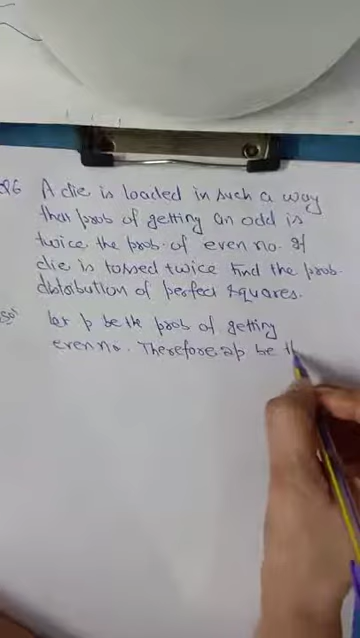 Q6 A die is loaded in such a way
that prob of getting an odd is
twice the prob. of even no. If
die is tossed twice find the prob.
distribution of perfect squares.
Sol let p be the prob of getting
even no. Therefore 2p be th